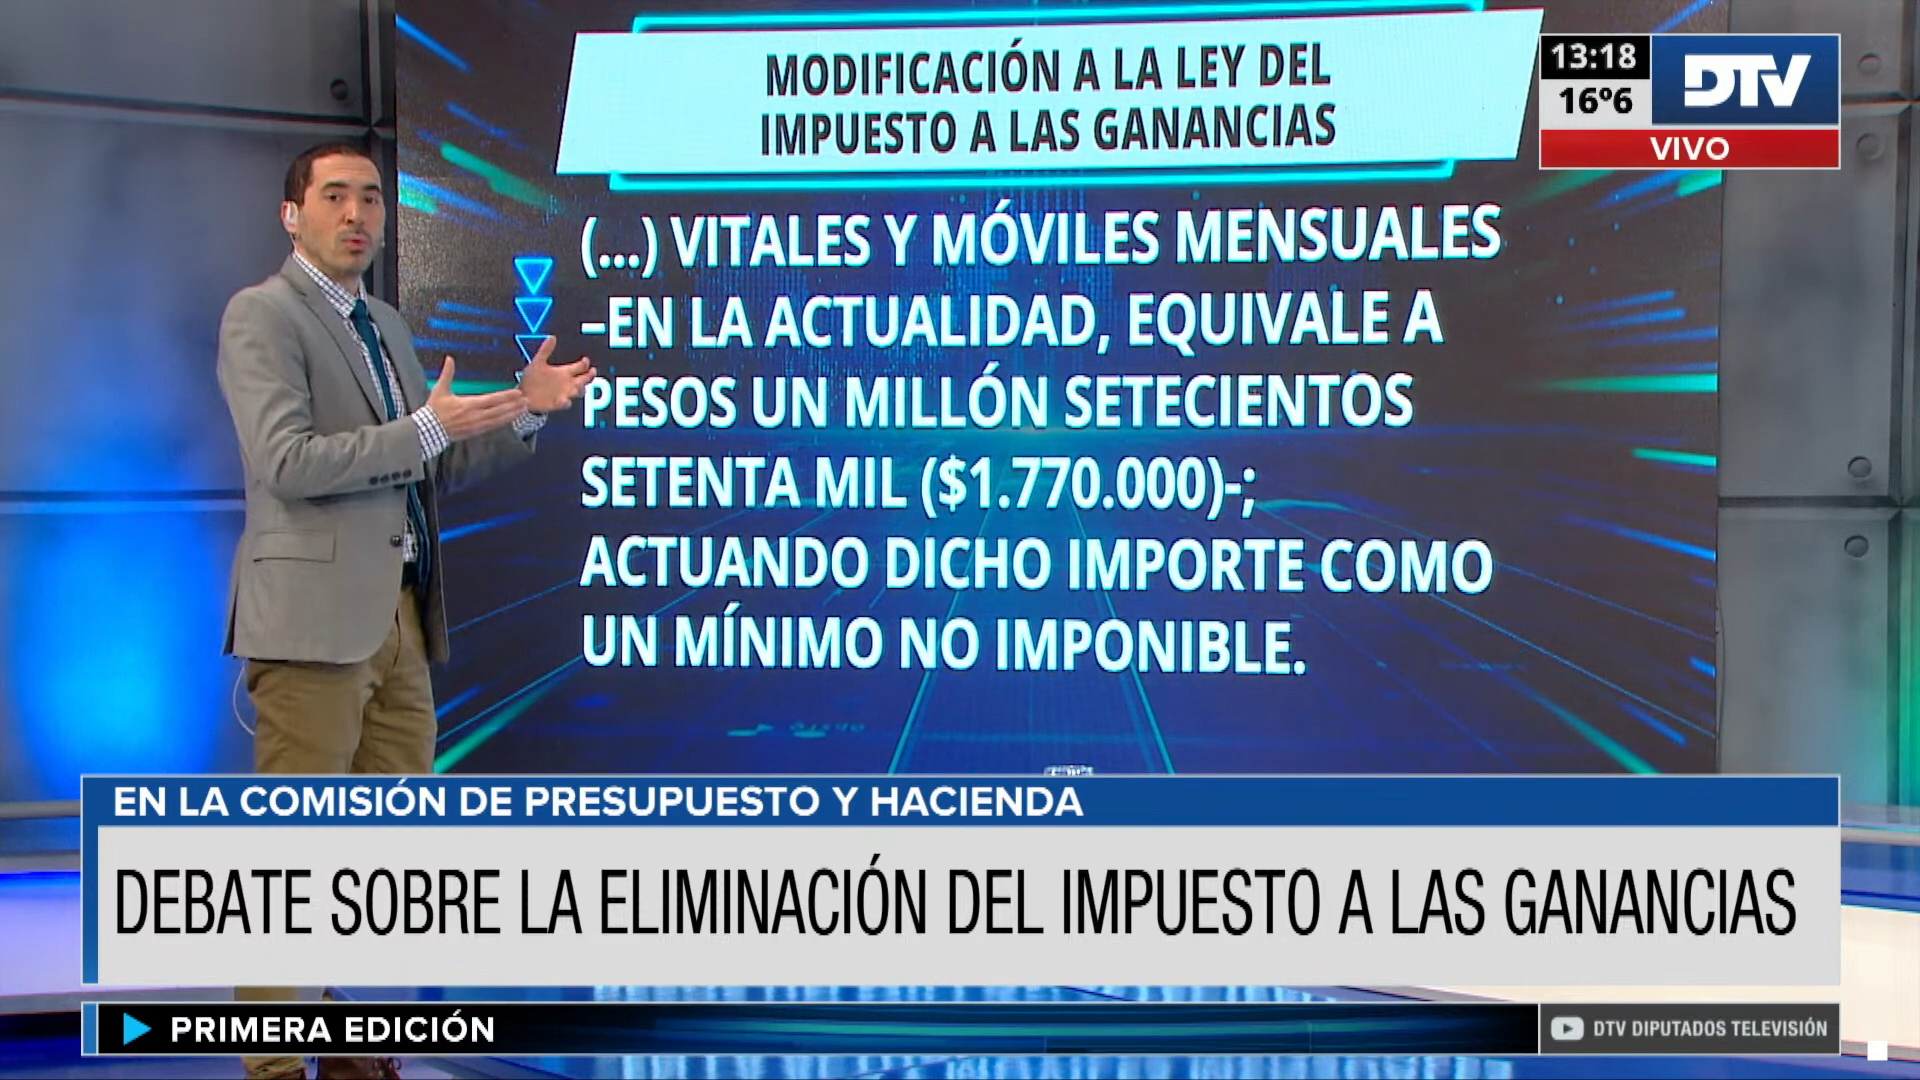 MODIFICACIÓN A LA LEY DEL
IMPUESTO A LAS GANANCIAS
13:18
16º6
DTV
VIVO
(...) VITALES Y MÓVILES MENSUALES
–EN LA ACTUALIDAD, EQUIVALE A
PESOS UN MILLÓN SETECIENTOS
SETENTA MIL ($1.770.000)-;
ACTUANDO DICHO IMPORTE COMO
UN MÍNIMO NO IMPONIBLE.
EN LA COMISIÓN DE PRESUPUESTO Y HACIENDA
DEBATE SOBRE LA ELIMINACIÓN DEL IMPUESTO A LAS GANANCIAS
PRIMERA EDICIÓN
DTV DIPUTADOS TELEVISIÓN